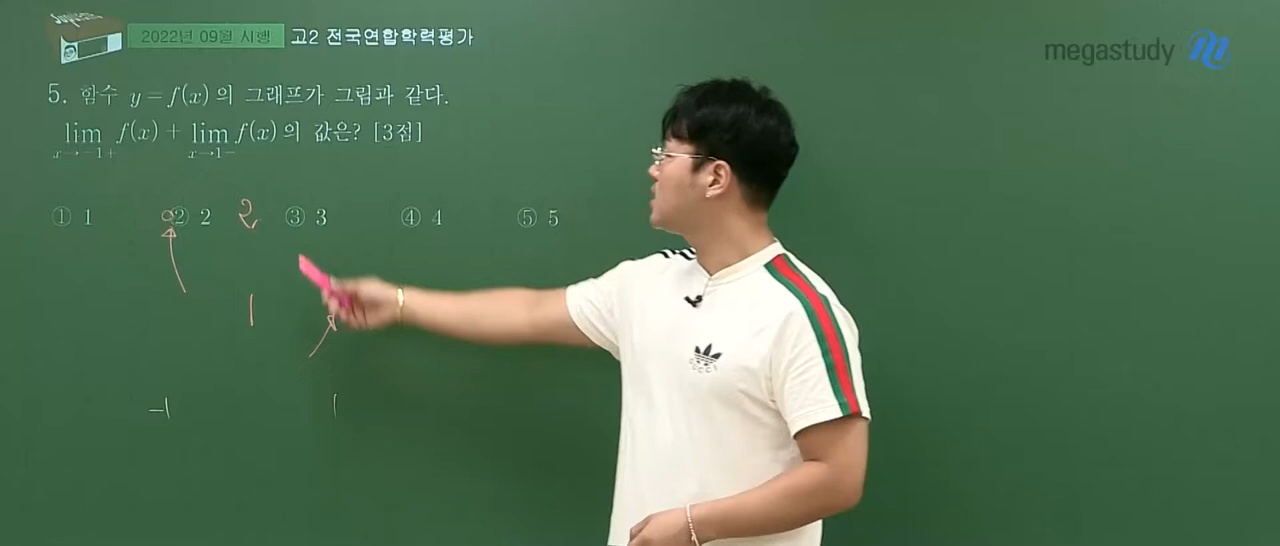 2022년 09월 시행 고2 전국연합학력평가
megastudy
5. 함수 y=f(x)의 그래프가 그림과 같다.
lim f(x) + lim f(x)의 값은? [3점]
x→-1+ x→1-
① 1 ② 2 ③ 3 ④ 4 ⑤ 5
2
1
-1 1
GUCCI